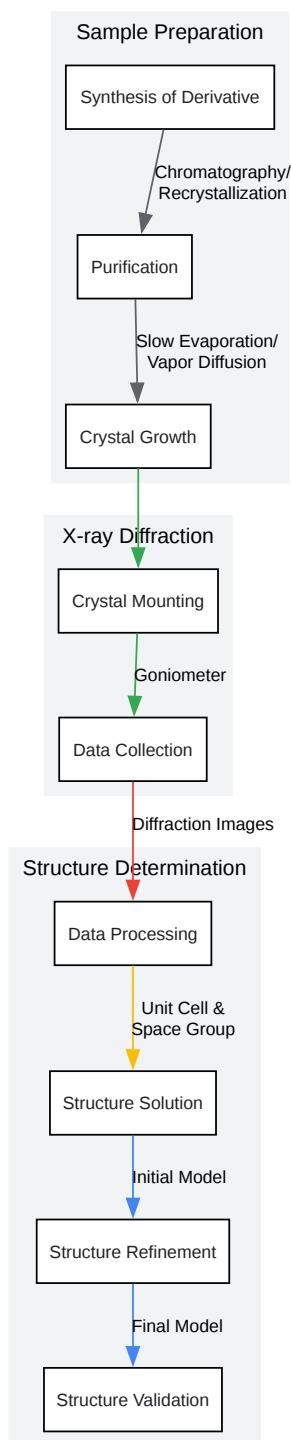 Sample Preparation
Synthesis of Derivative
Chromatography/
Recrystallization
Purification
Slow Evaporation/
Vapor Diffusion
Crystal Growth
X-ray Diffraction
Crystal Mounting
Goniometer
Data Collection
Diffraction Images
Structure Determination
Data Processing
Unit Cell &
Space Group
Structure Solution
Initial Model
Structure Refinement
Final Model
Structure Validation